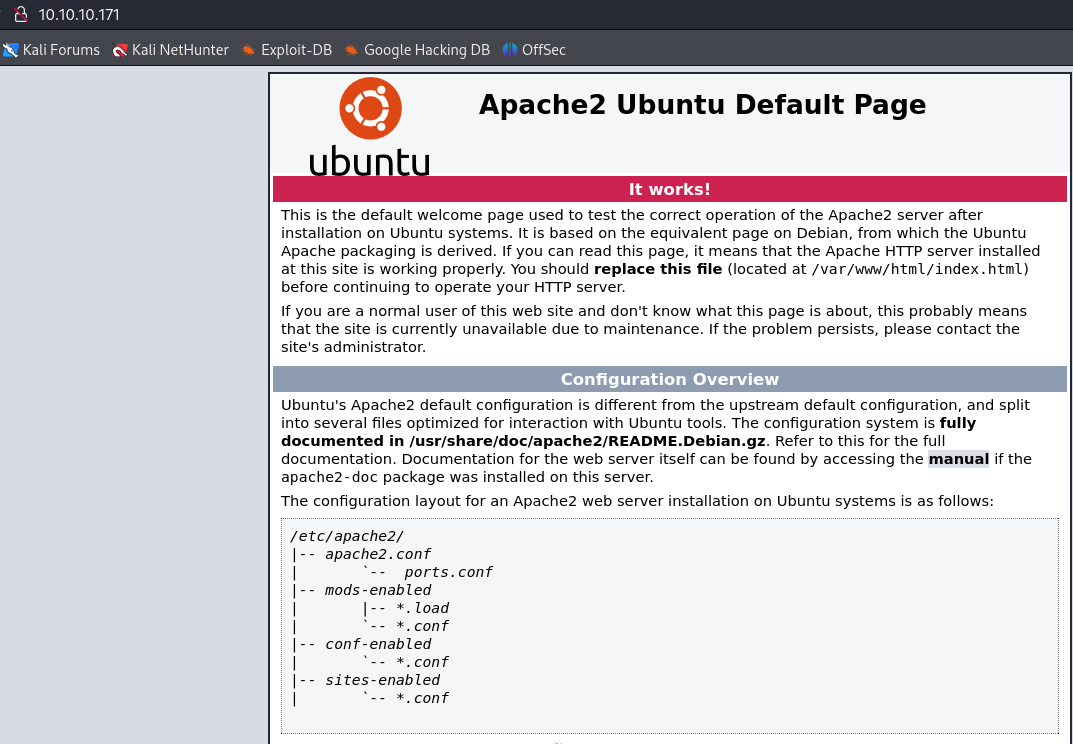 10.10.10.171
Kali Forums Kali NetHunter Exploit-DB Google Hacking DB OffSec
ubuntu
Apache2 Ubuntu Default Page
It works!
This is the default welcome page used to test the correct operation of the Apache2 server after
installation on Ubuntu systems. It is based on the equivalent page on Debian, from which the Ubuntu
Apache packaging is derived. If you can read this page, it means that the Apache HTTP server installed
at this site is working properly. You should replace this file (located at /var/www/html/index.html)
before continuing to operate your HTTP server.
If you are a normal user of this web site and don't know what this page is about, this probably means
that the site is currently unavailable due to maintenance. If the problem persists, please contact the
site's administrator.
Configuration Overview
Ubuntu's Apache2 default configuration is different from the upstream default configuration, and split
into several files optimized for interaction with Ubuntu tools. The configuration system is fully
documented in /usr/share/doc/apache2/README.Debian.gz. Refer to this for the full
documentation. Documentation for the web server itself can be found by accessing the manual if the
apache2-doc package was installed on this server.
The configuration layout for an Apache2 web server installation on Ubuntu systems is as follows:
/etc/apache2/
|-- apache2.conf
|       `--  ports.conf
|-- mods-enabled
|       |-- *.load
|       `-- *.conf
|-- conf-enabled
|       `-- *.conf
|-- sites-enabled
|       `-- *.conf